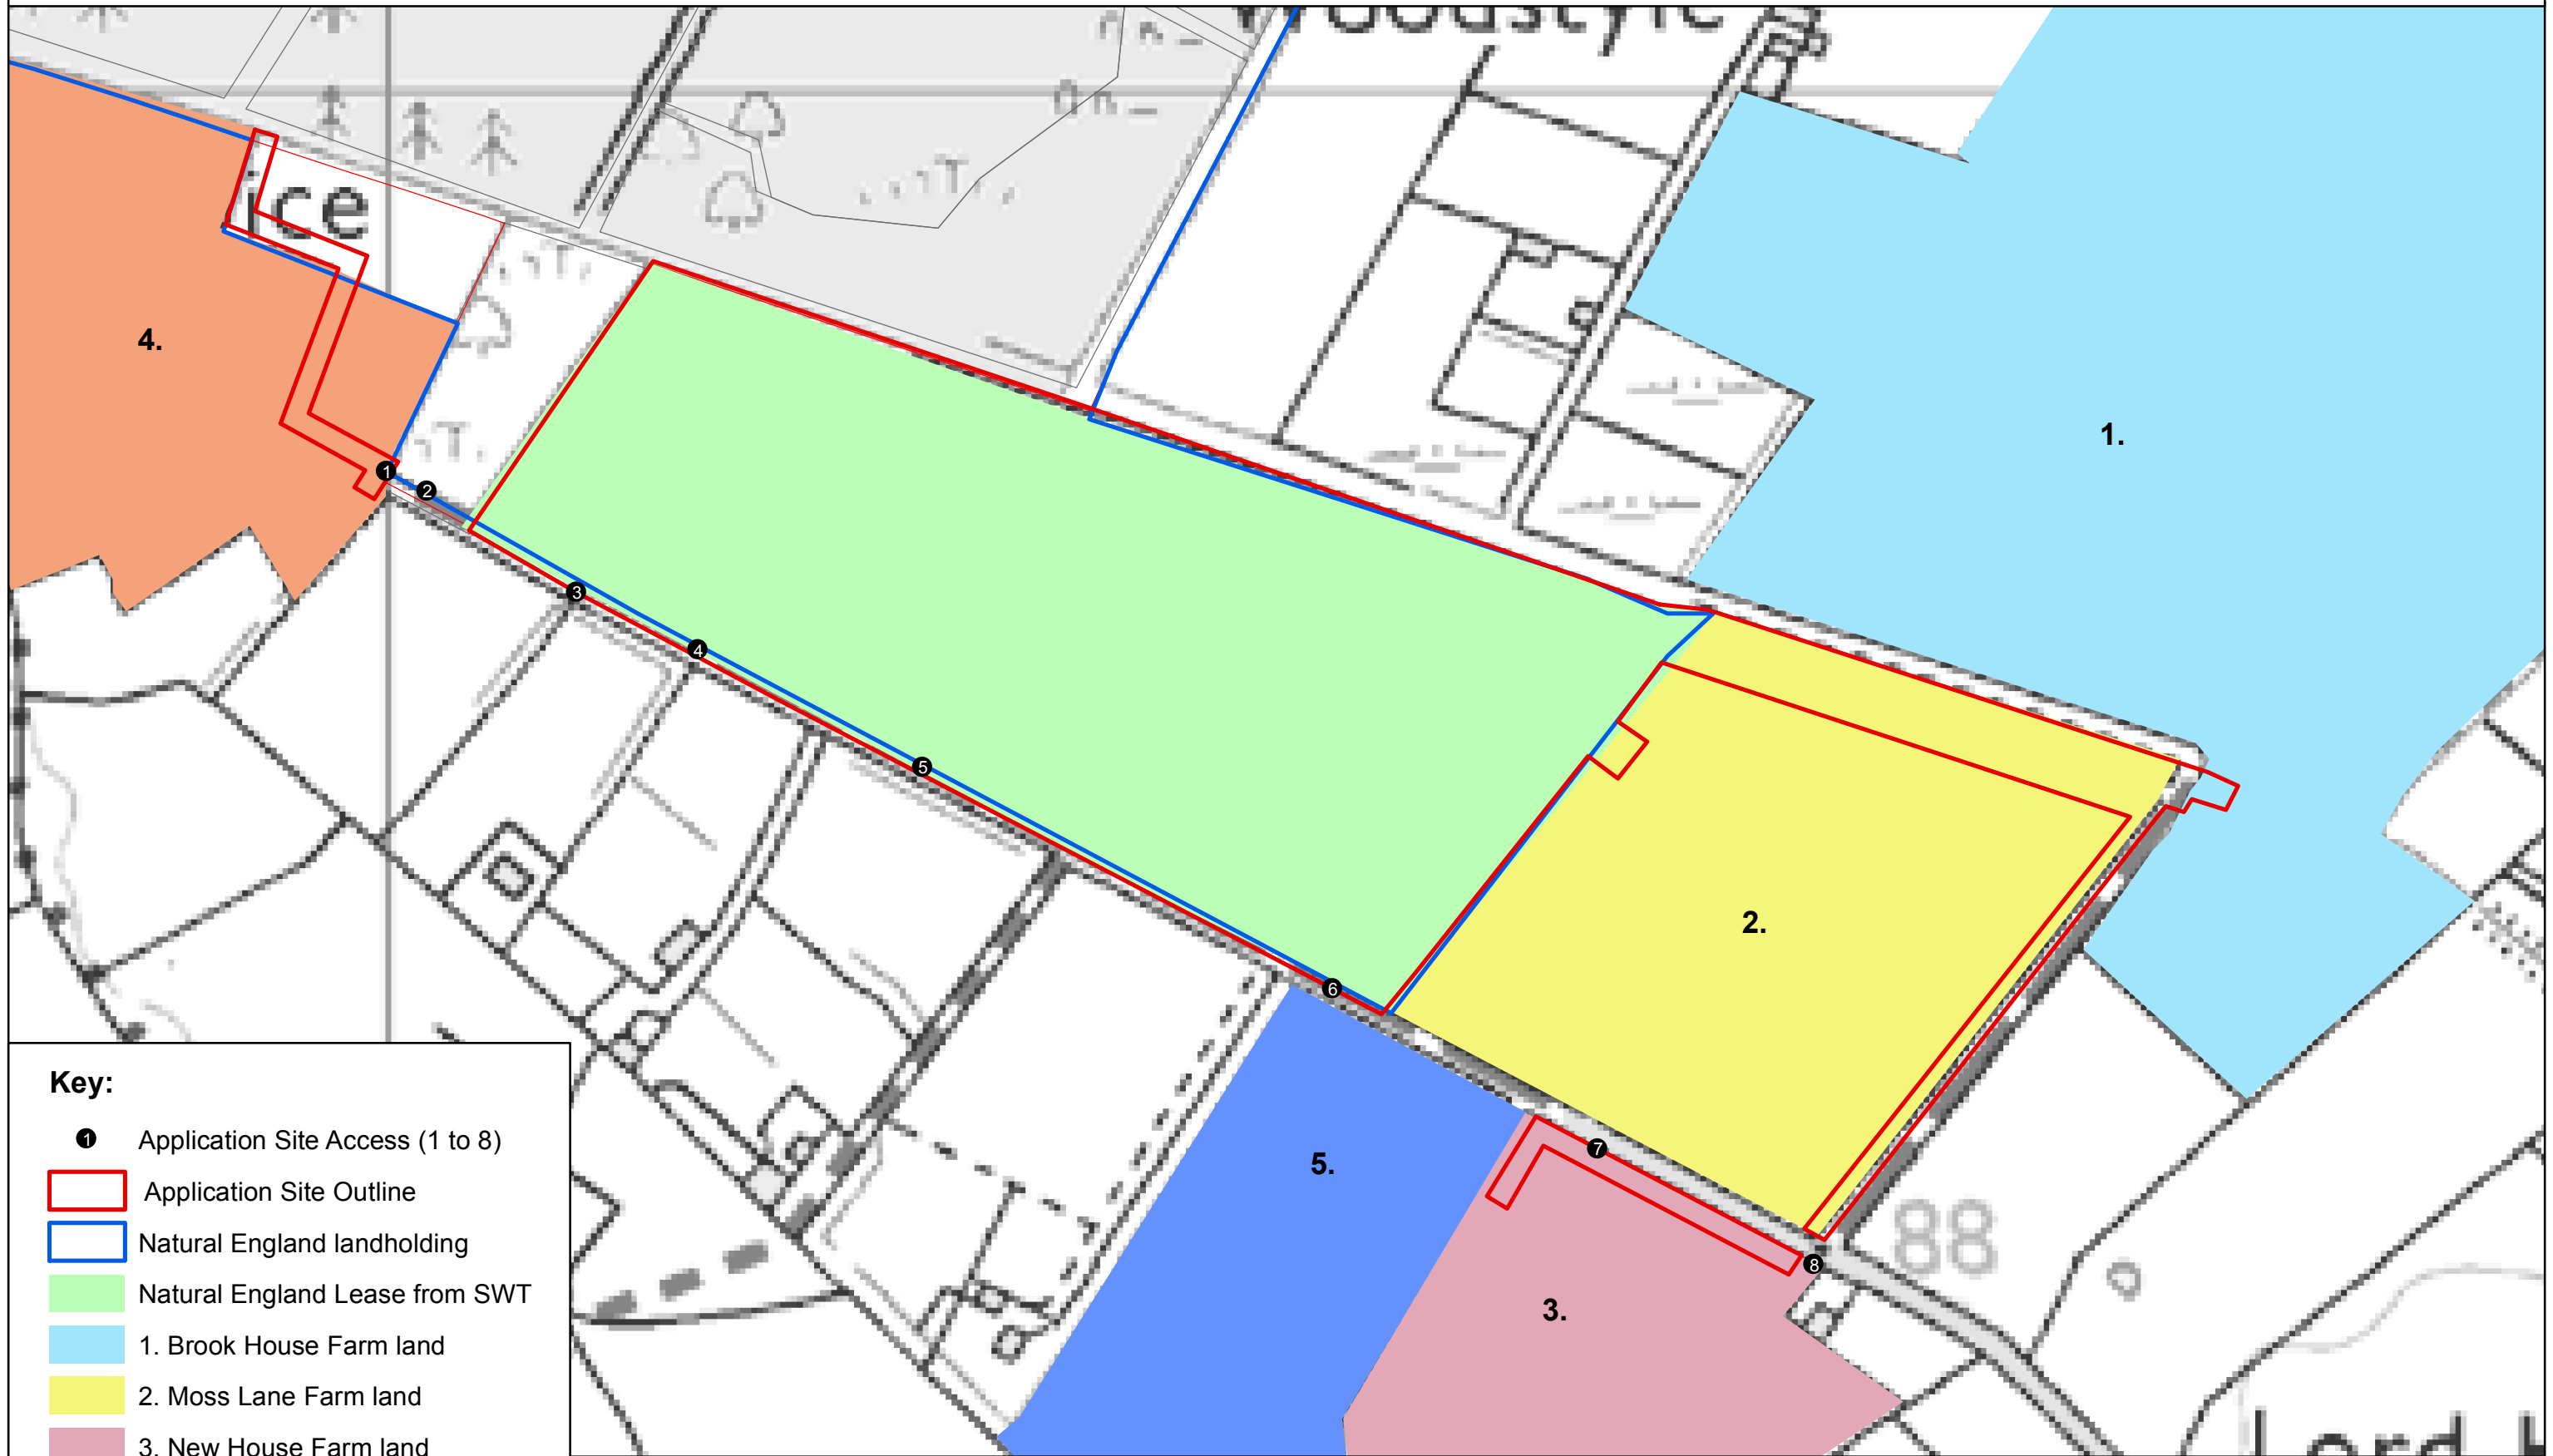 ice
4.
1.
1
2
3
4
5
6
2.
5.
7
8
3.
88
Key:
1 Application Site Access (1 to 8)
Application Site Outline
Natural England landholding
Natural England Lease from SWT
1. Brook House Farm land
2. Moss Lane Farm land
3. New House Farm land